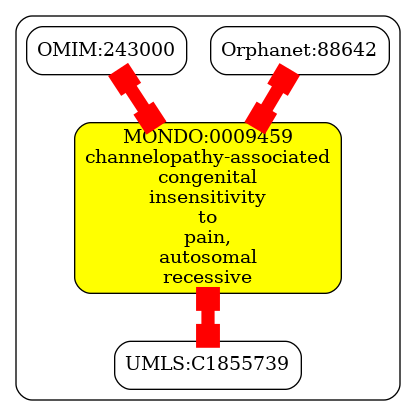 OMIM:243000
Orphanet:88642
MONDO:0009459
channelopathy-associated
congenital
insensitivity
to
pain,
autosomal
recessive
UMLS:C1855739